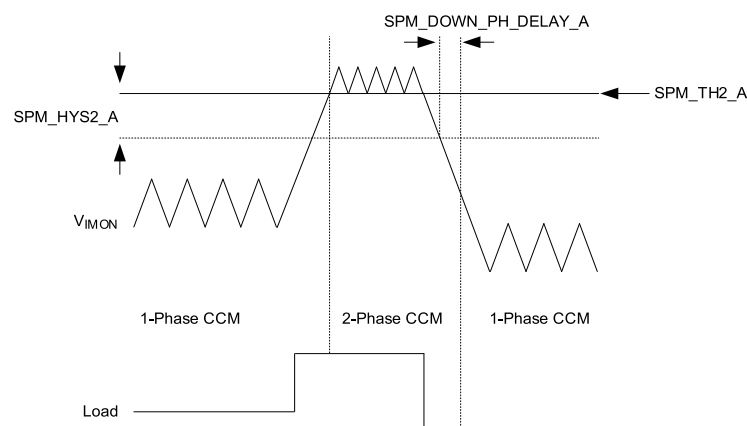 SPM_DOWN_PH_DELAY_A
SPM_TH2_A
SPM_HYS2_A
VIMON
1-Phase CCM
2-Phase CCM
1-Phase CCM
Load